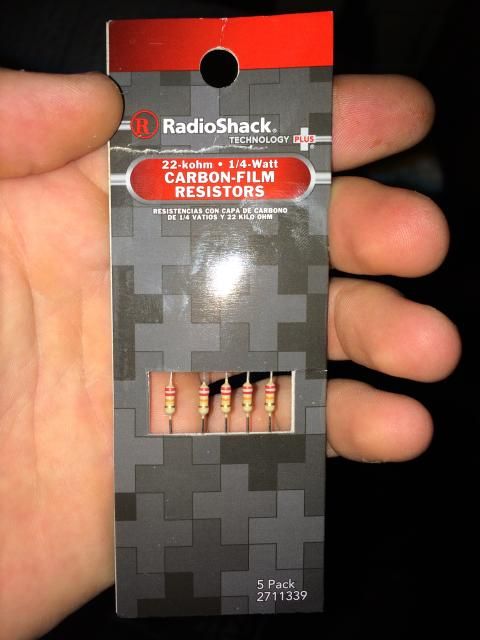 R RadioShack®
TECHNOLOGY PLUS
22-kohm • 1/4-Watt
CARBON-FILM
RESISTORS
RESISTENCIAS CON CAPA DE CARBONO
DE 1/4 VATIOS Y 22 KILO OHM
5 Pack
2711339